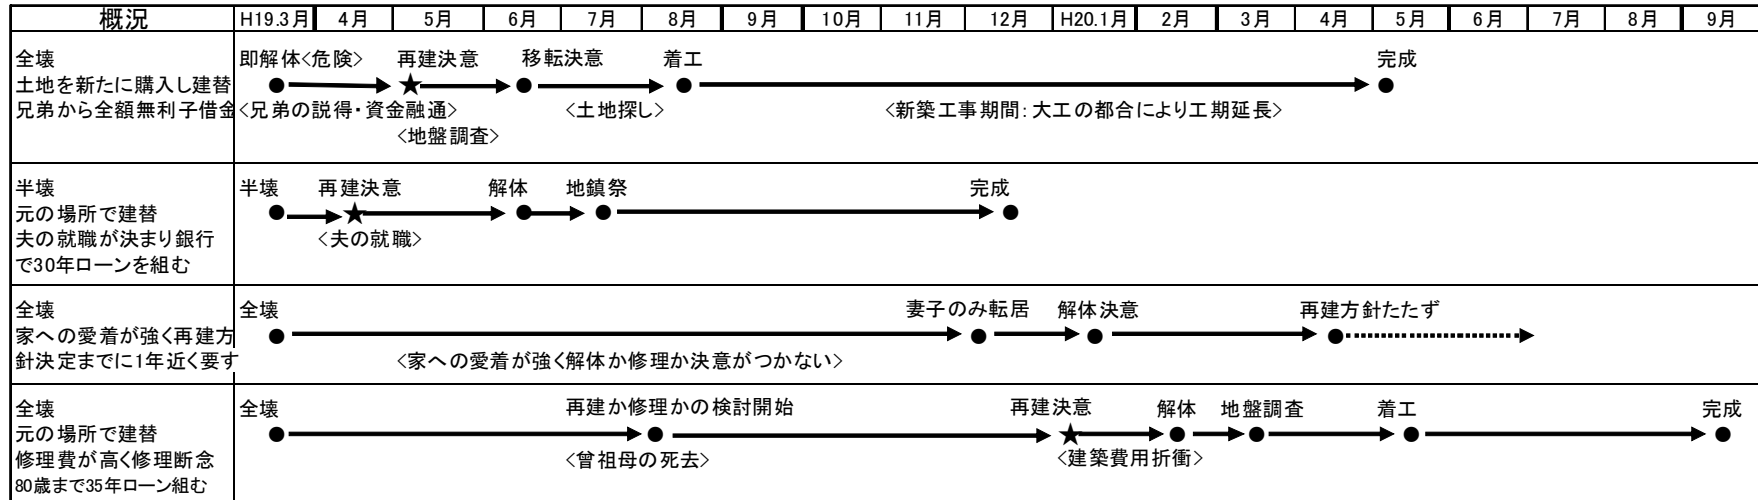 概況 H19.3月 4月 5月 6月 7月 8月 9月 10月 11月 12月 H20.1月 2月 3月 4月 5月 6月 7月 8月 9月
全壊
土地を新たに購入し建替
兄弟から全額無利子借金
即解体<危険> 再建決意 移転決意 着工 完成
<兄弟の説得・資金融通> <土地探し> <新築工事期間:大工の都合により工期延長>
<地盤調査>
半壊
元の場所で建替
夫の就職が決まり銀行
で30年ローンを組む
半壊 再建決意 解体 地鎮祭 完成
<夫の就職>
全壊
家への愛着が強く再建方
針決定までに1年近く要す
全壊 妻子のみ転居 解体決意 再建方針たたず
<家への愛着が強く解体か修理か決意がつかない>
全壊
元の場所で建替
修理費が高く修理断念
80歳まで35年ローン組む
全壊 再建か修理かの検討開始 再建決意 解体 地盤調査 着工 完成
<曾祖母の死去> <建築費用折衝>